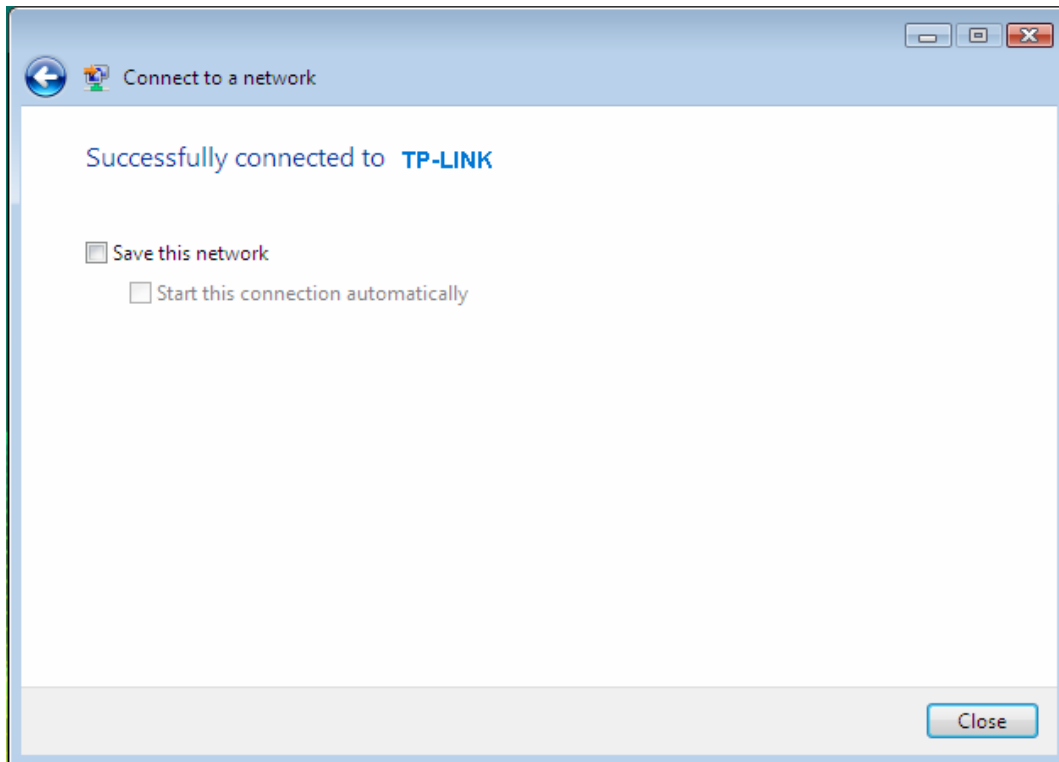 Connect to a network
Successfully connected to TP-LINK
Save this network
Start this connection automatically
Close